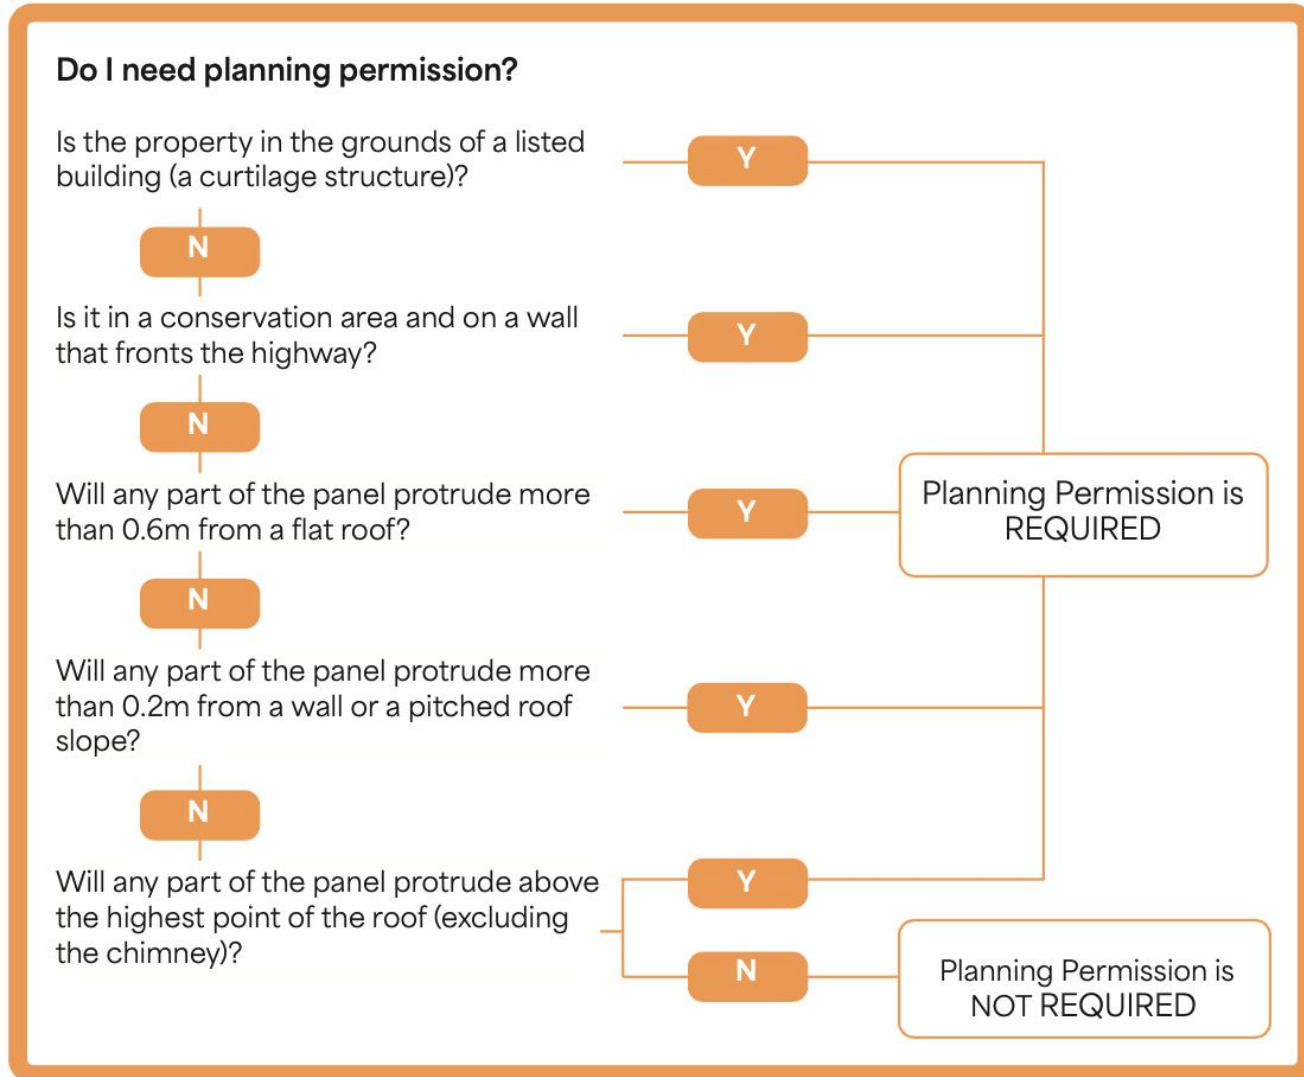 Do I need planning permission?
Is the property in the grounds of a listed
building (a curtilage structure)?
Y
N
Is it in a conservation area and on a wall
that fronts the highway?
Y
N
Will any part of the panel protrude more
than 0.6m from a flat roof?
Y
Planning Permission is
REQUIRED
N
Will any part of the panel protrude more
than 0.2m from a wall or a pitched roof
slope?
Y
N
Will any part of the panel protrude above
the highest point of the roof (excluding
the chimney)?
Y
N
Planning Permission is
NOT REQUIRED